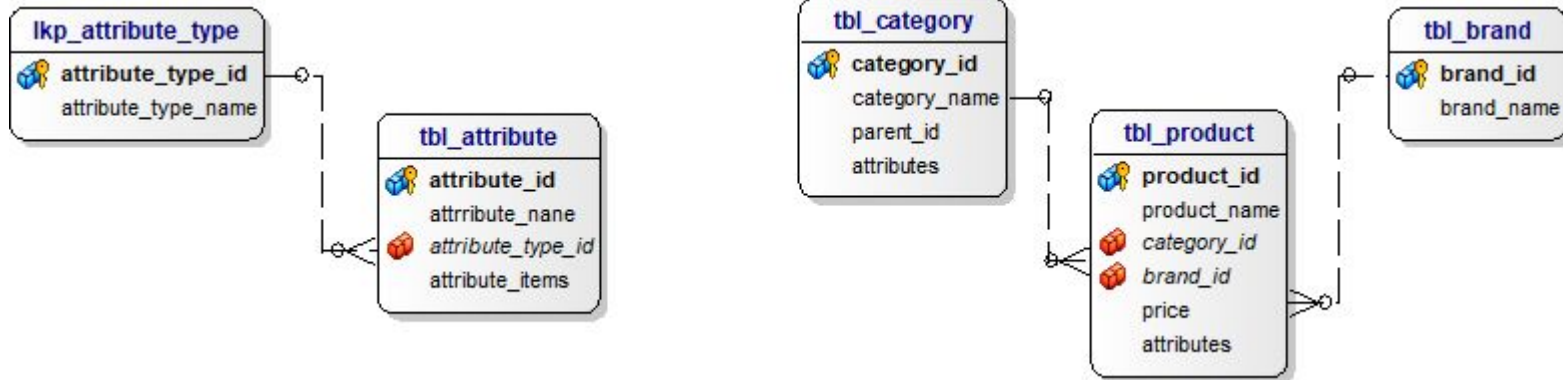 lkp_attribute_type
attribute_type_id
attribute_type_name
tbl_attribute
attribute_id
attrribute_nane
attribute_type_id
attribute_items
tbl_category
category_id
category_name
parent_id
attributes
tbl_product
product_id
product_name
category_id
brand_id
price
attributes
tbl_brand
brand_id
brand_name